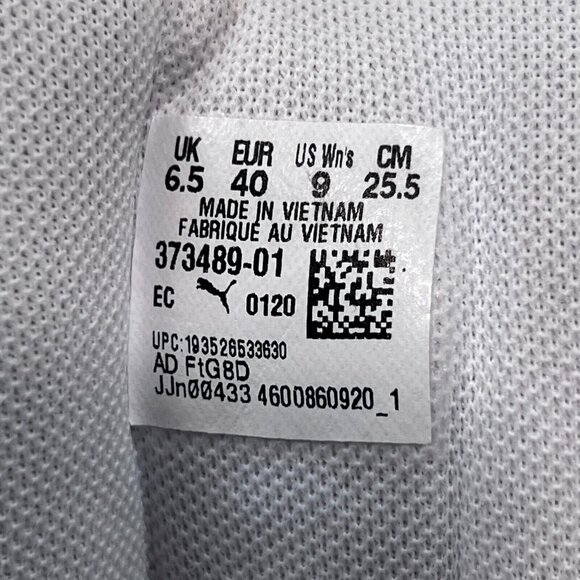 UK EUR US Wn's CM
6.5 40 9 25.5
MADE IN VIETNAM
FABRIQUÉ AU VIETNAM
373489-01
EC 0120
UPC:193526533630
AD FtG8D
JJn00433 4600860920_1